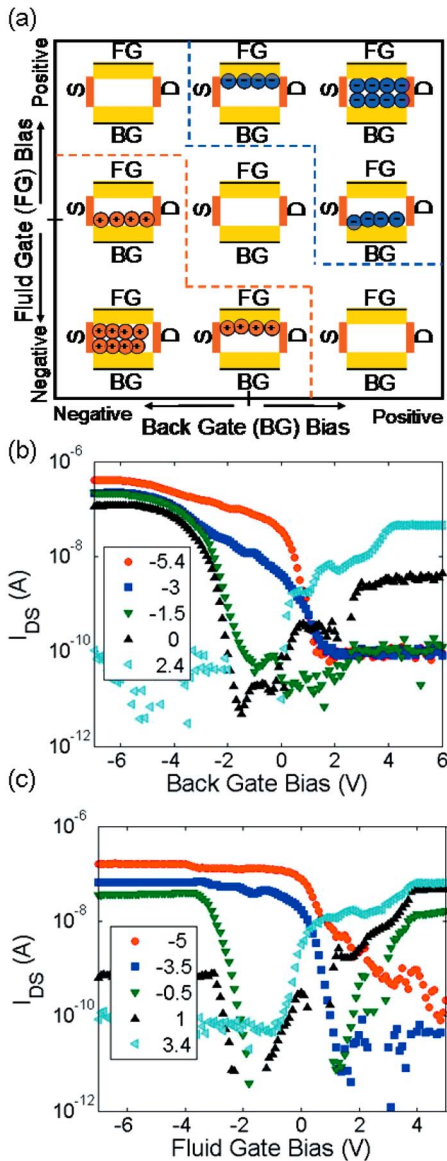 (a)
FG FG FG
S D S D S D
BG BG BG
FG FG FG
S D S D S D
BG BG BG
FG FG FG
S D S D S D
BG BG BG
Fluid Gate (FG) Bias
Negative Positive
Negative Positive
Back Gate (BG) Bias
(b)
10^-6
10^-8
10^-10
10^-12
I_DS (A)
-5.4
-3
-1.5
0
2.4
-6 -4 -2 0 2 4 6
Back Gate Bias (V)
(c)
10^-6
10^-8
10^-10
10^-12
I_DS (A)
-5
-3.5
-0.5
1
3.4
-6 -4 -2 0 2 4
Fluid Gate Bias (V)